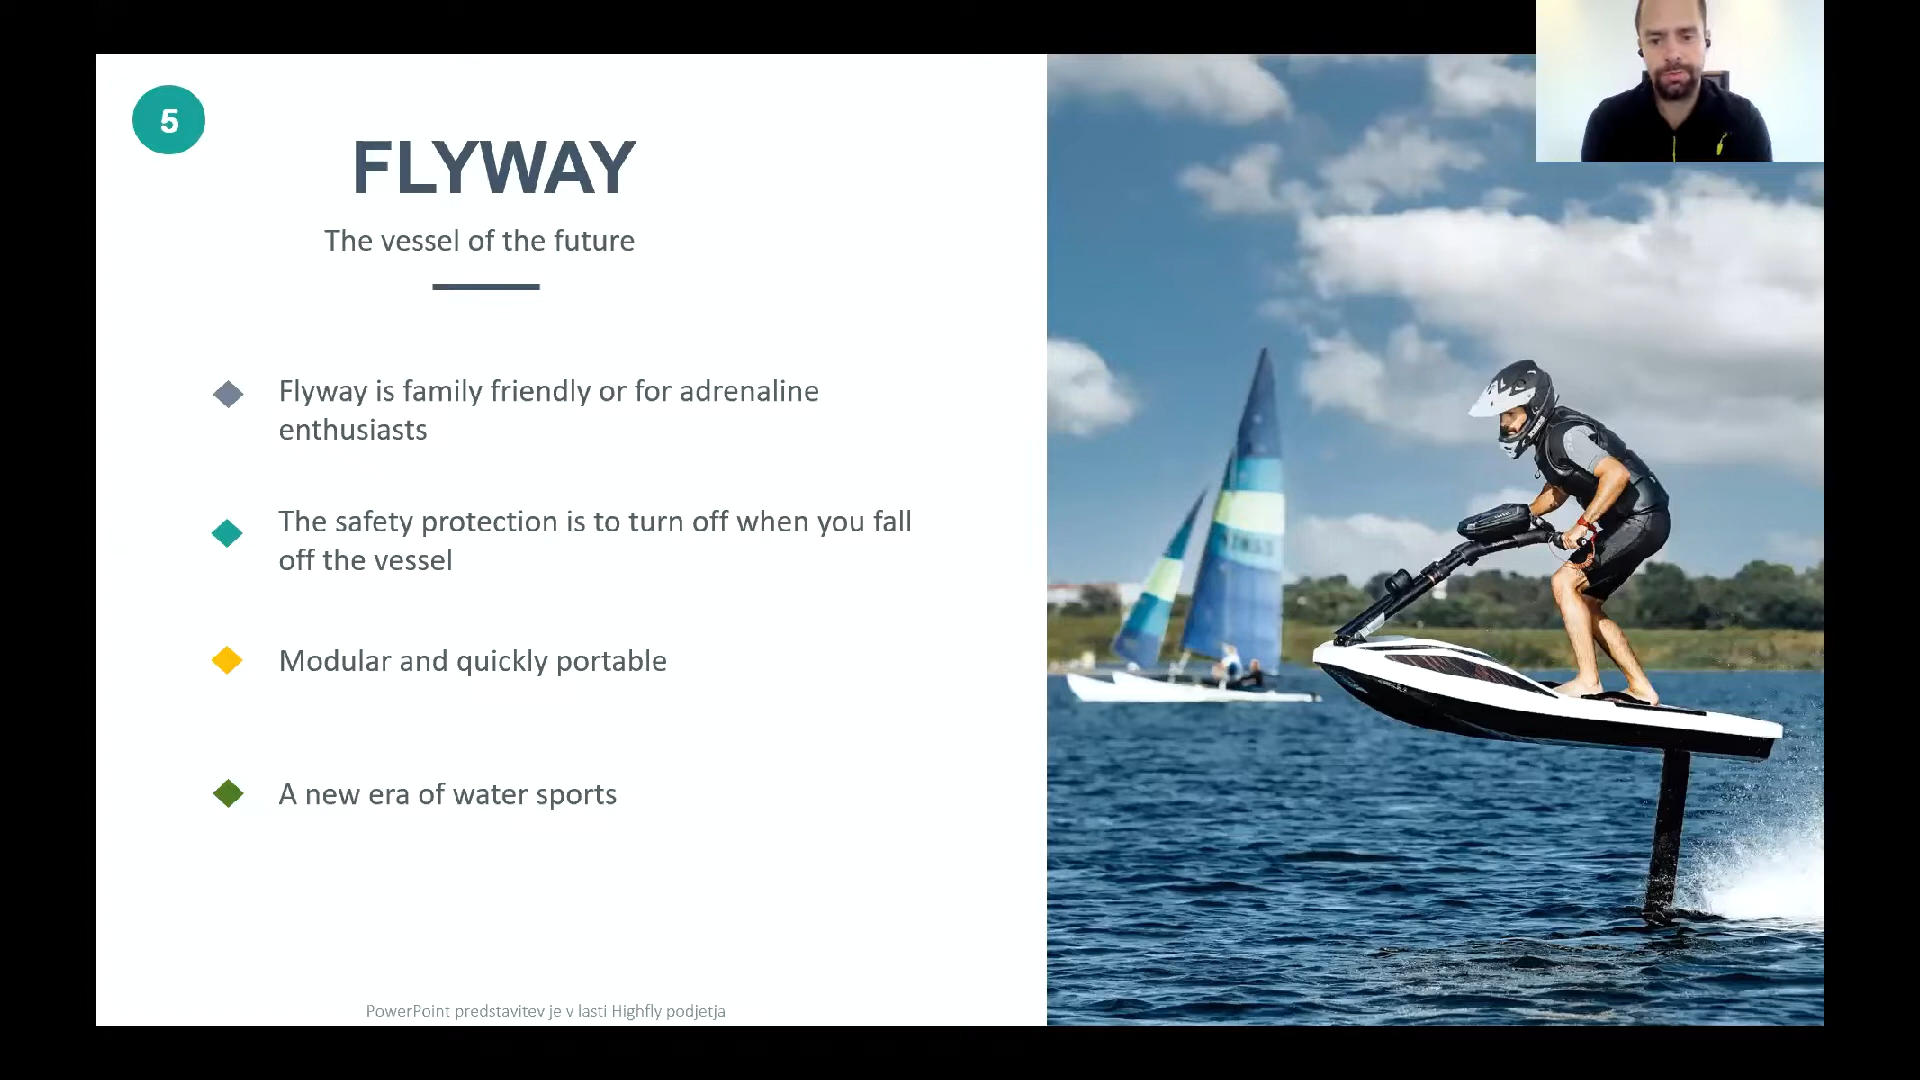 5
FLYWAY
The vessel of the future
Flyway is family friendly or for adrenaline
enthusiasts
The safety protection is to turn off when you fall
off the vessel
Modular and quickly portable
A new era of water sports
PowerPoint predstavitev je v lasti Highfly podjetja